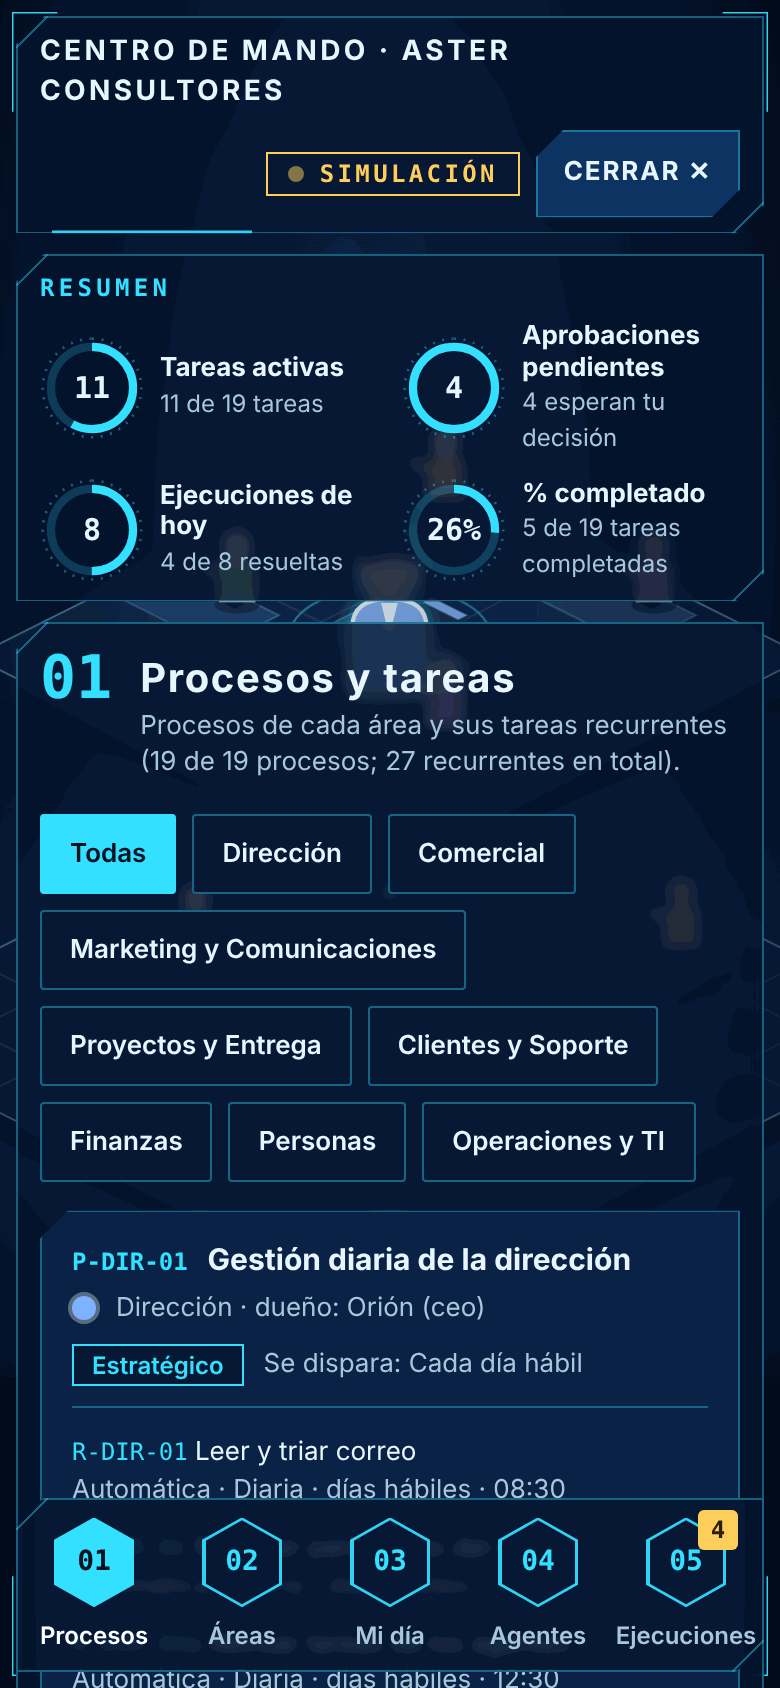 CENTRO DE MANDO · ASTER
CONSULTORES
SIMULACIÓN
CERRAR ✕
RESUMEN
11
Tareas activas
11 de 19 tareas
4
Aprobaciones
pendientes
4 esperan tu
decisión
8
Ejecuciones de
hoy
4 de 8 resueltas
26%
% completado
5 de 19 tareas
completadas
01
Procesos y tareas
Procesos de cada área y sus tareas recurrentes
(19 de 19 procesos; 27 recurrentes en total).
Todas
Dirección
Comercial
Marketing y Comunicaciones
Proyectos y Entrega
Clientes y Soporte
Finanzas
Personas
Operaciones y TI
P-DIR-01 Gestión diaria de la dirección
Dirección · dueño: Orión (ceo)
Estratégico
Se dispara: Cada día hábil
R-DIR-01 Leer y triar correo
Automática · Diaria · días hábiles · 08:30
01
Procesos
02
Áreas
03
Mi día
04
Agentes
05
4
Ejecuciones
Automática · Diaria · días hábiles · 12:30